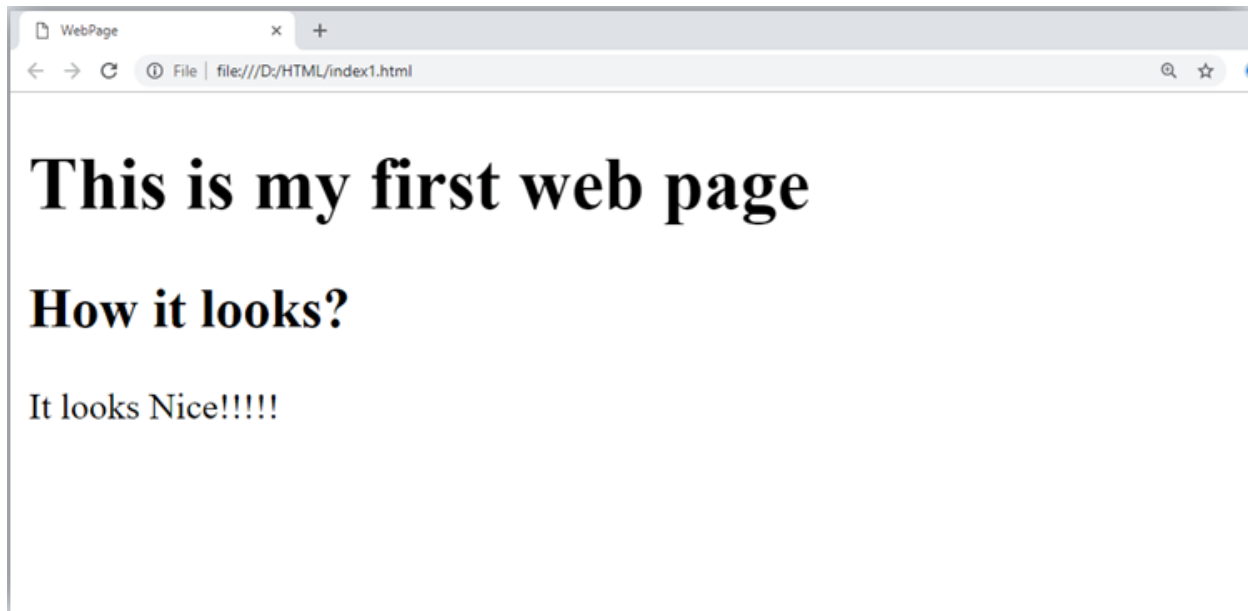 WebPage
File | file:///D:/HTML/index1.html
This is my first web page
How it looks?
It looks Nice!!!!!